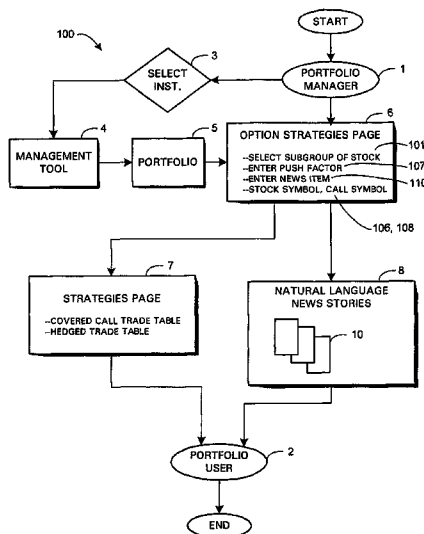 START
100
3
SELECT
INST.
PORTFOLIO
MANAGER
1
4
MANAGEMENT
TOOL
5
PORTFOLIO
6
OPTION STRATEGIES PAGE
--SELECT SUBGROUP OF STOCK
101
--ENTER PUSH FACTOR
107
--ENTER NEWS ITEM
110
--STOCK SYMBOL, CALL SYMBOL
106, 108
7
STRATEGIES PAGE
--COVERED CALL TRADE TABLE
--HEDGED TRADE TABLE
8
NATURAL LANGUAGE
NEWS STORIES
10
PORTFOLIO
USER
2
END